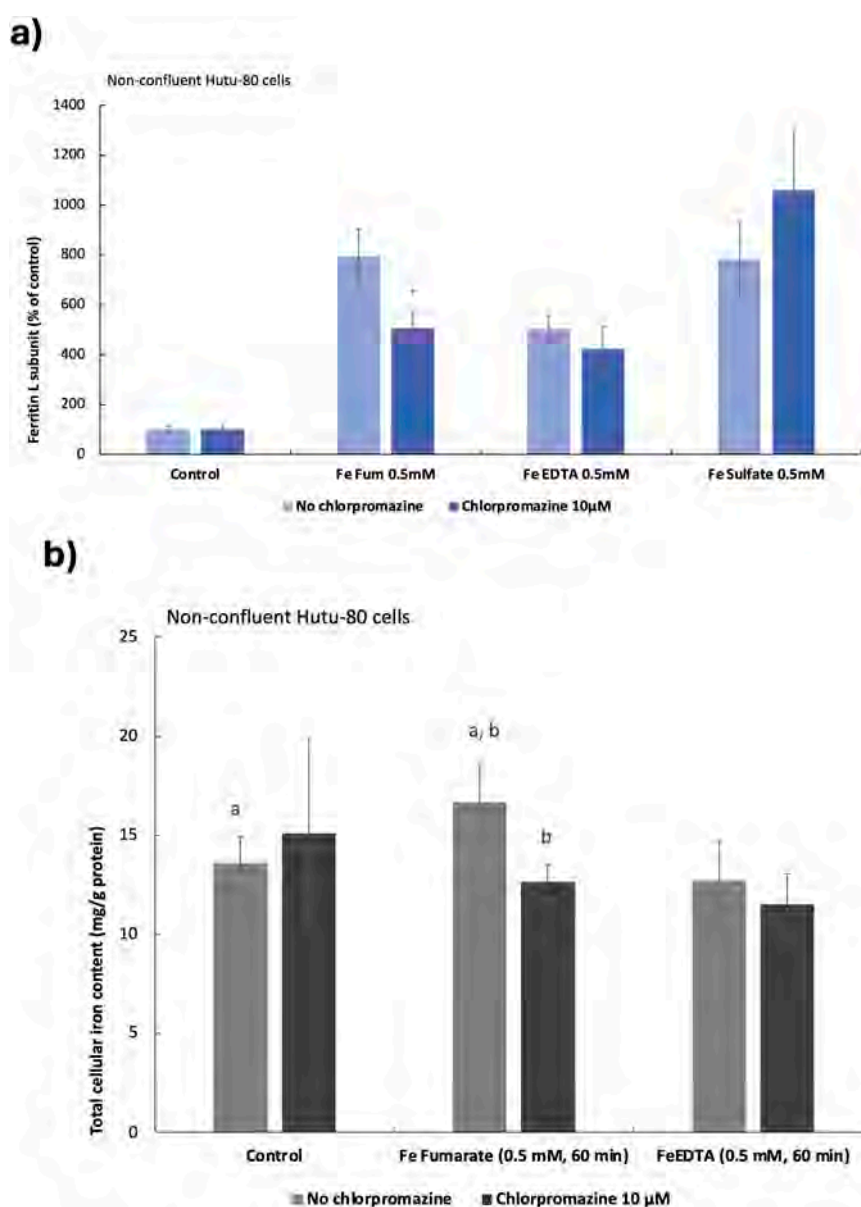 a)
Non-confluent Hutu-80 cells
Ferritin L subunit (% of control)
1400
1200
1000
800
600
400
200
0
Control
Fe Fum 0.5mM
Fe EDTA 0.5mM
Fe Sulfate 0.5mM
No chlorpromazine
Chlorpromazine 10µM
b)
Non-confluent Hutu-80 cells
Total cellular iron content (mg/g protein)
25
20
15
10
5
0
a
a, b
b
Control
Fe Fumarate (0.5 mM, 60 min)
FeEDTA (0.5 mM, 60 min)
No chlorpromazine
Chlorpromazine 10 µM